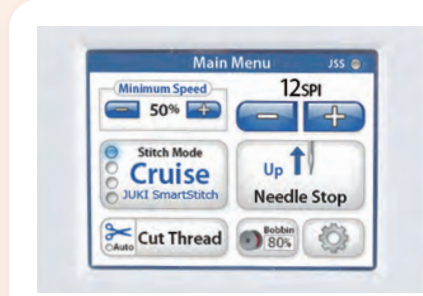 Main Menu JSS
Minimum Speed
50%
12SPI
Stitch Mode
Cruise
JUKI SmartStitch
Up
Needle Stop
Auto
Cut Thread
Bobbin
80%